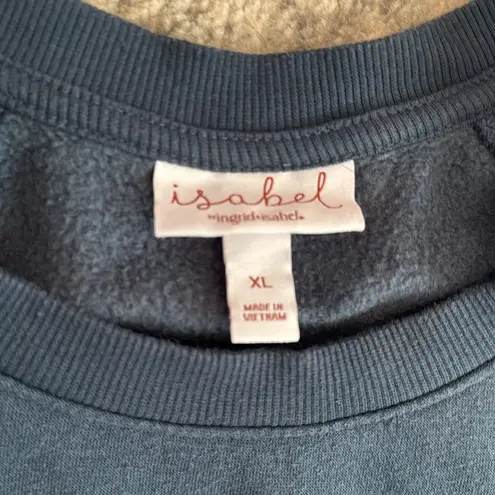 isabel
by ingrid+isabel®
XL
MADE IN
VIETNAM